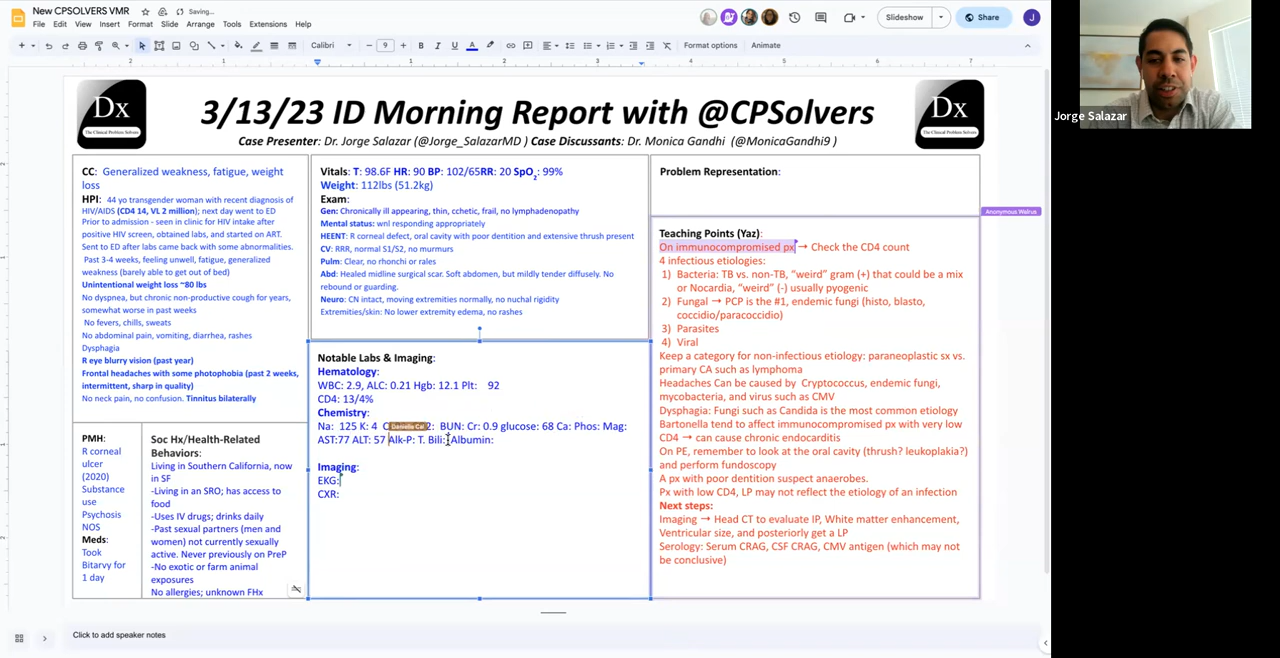 New CPSOLVERS VMR
Saving...
File Edit View Insert Format Slide Arrange Tools Extensions Help
Slideshow
Share
J
Calibri
9
Format options
Animate
Dx
The Clinical Problem Solvers
3/13/23 ID Morning Report with @CPSolvers
Case Presenter: Dr. Jorge Salazar (@Jorge_SalazarMD ) Case Discussants: Dr. Monica Gandhi (@MonicaGandhi9 )
Dx
The Clinical Problem Solvers
CC: Generalized weakness, fatigue, weight
loss
HPI: 44 yo transgender woman with recent diagnosis of
HIV/AIDS (CD4 14, VL 2 million); next day went to ED
Prior to admission - seen in clinic for HIV intake after
positive HIV screen, obtained labs, and started on ART.
Sent to ED after labs came back with some abnormalities.
Past 3-4 weeks, feeling unwell, fatigue, generalized
weakness (barely able to get out of bed)
Unintentional weight loss ~80 lbs
No dyspnea, but chronic non-productive cough for years,
somewhat worse in past weeks
No fevers, chills, sweats
No abdominal pain, vomiting, diarrhea, rashes
Dysphagia
R eye blurry vision (past year)
Frontal headaches with some photophobia (past 2 weeks,
intermittent, sharp in quality)
No neck pain, no confusion. Tinnitus bilaterally
PMH:
R corneal
ulcer
(2020)
Substance
use
Psychosis
NOS
Meds:
Took
Bitarvy for
1 day
Soc Hx/Health-Related
Behaviors:
Living in Southern California, now
in SF
-Living in an SRO; has access to
food
-Uses IV drugs; drinks daily
-Past sexual partners (men and
women) not currently sexually
active. Never previously on PreP
-No exotic or farm animal
exposures
No allergies; unknown FHx
Vitals: T: 98.6F HR: 90 BP: 102/65RR: 20 SpO2: 99%
Weight: 112lbs (51.2kg)
Exam:
Gen: Chronically ill appearing, thin, cchetic, frail, no lymphadenopathy
Mental status: wnl responding appropriately
HEENT: R corneal defect, oral cavity with poor dentition and extensive thrush present
CV: RRR, normal S1/S2, no murmurs
Pulm: Clear, no rhonchi or rales
Abd: Healed midline surgical scar. Soft abdomen, but mildly tender diffusely. No
rebound or guarding.
Neuro: CN intact, moving extremities normally, no nuchal rigidity
Extremities/skin: No lower extremity edema, no rashes
Notable Labs & Imaging:
Hematology:
WBC: 2.9, ALC: 0.21 Hgb: 12.1 Plt: 92
CD4: 13/4%
Chemistry:
Na: 125 K: 4 C 2: BUN: Cr: 0.9 glucose: 68 Ca: Phos: Mag:
Danielle Cal
AST:77 ALT: 57 Alk-P: T. Bili: Albumin:
Imaging:
EKG:
CXR:
Problem Representation:
Anonymous Walrus
Teaching Points (Yaz):
On immunocompromised px → Check the CD4 count
4 infectious etiologies:
1) Bacteria: TB vs. non-TB, “weird” gram (+) that could be a mix
or Nocardia, “weird” (-) usually pyogenic
2) Fungal → PCP is the #1, endemic fungi (histo, blasto,
coccidio/paracoccidio)
3) Parasites
4) Viral
Keep a category for non-infectious etiology: paraneoplastic sx vs.
primary CA such as lymphoma
Headaches Can be caused by Cryptococcus, endemic fungi,
mycobacteria, and virus such as CMV
Dysphagia: Fungi such as Candida is the most common etiology
Bartonella tend to affect immunocompromised px with very low
CD4 → can cause chronic endocarditis
On PE, remember to look at the oral cavity (thrush? leukoplakia?)
and perform fundoscopy
A px with poor dentition suspect anaerobes.
Px with low CD4, LP may not reflect the etiology of an infection
Next steps:
Imaging → Head CT to evaluate IP, White matter enhancement,
Ventricular size, and posteriorly get a LP
Serology: Serum CRAG, CSF CRAG, CMV antigen (which may not
be conclusive)
Click to add speaker notes
Jorge Salazar